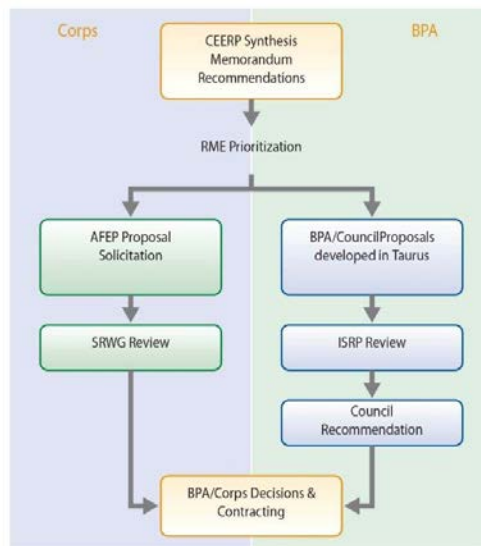 Corps
BPA
CEERP Synthesis
Memorandum
Recommendations
RME Prioritization
AFEP Proposal
Solicitation
BPA/CouncilProposals
developed in Taurus
SRWG Review
ISRP Review
Council
Recommendation
BPA/Corps Decisions &
Contracting